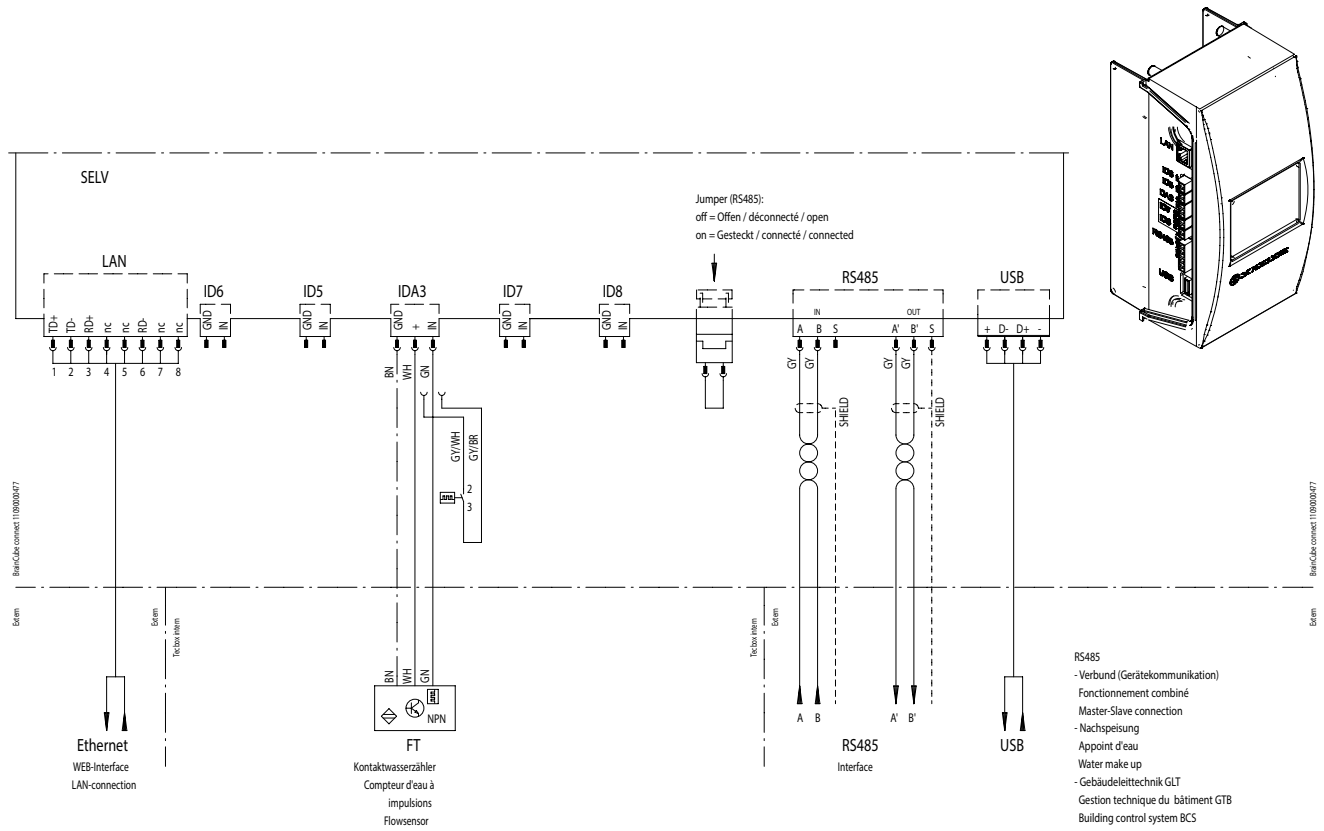 SELV
Jumper (RS485):
off = Offen / déconnecté / open
on = Gesteckt / connecté / connected
LAN
ID6
ID5
IDA3
ID7
ID8
RS485
USB
TD+
TD-
RD+
nc
nc
RD-
nc
nc
GND
IN
GND
IN
GND
+
IN
GND
IN
GND
IN
IN
OUT
A
B
S
A'
B'
S
+ D- D+ -
1 2 3 4 5 6 7 8
BN
WH
GN
GY
GY
SHIELD
GY
GY
SHIELD
GY/WH
GY/BR
2
3
BrainCube connect 11090000477
BrainCube connect 11090000477
Extern
Extern
Tecbox intern
Tecbox intern
Extern
Extern
BN
WH
GN
NPN
A B
A' B'
Ethernet
WEB-Interface
LAN-connection
FT
Kontaktwasserzähler
Compteur d'eau à
impulsions
Flowsensor
RS485
Interface
USB
RS485
- Verbund (Gerätekommunikation)
Fonctionnement combiné
Master-Slave connection
- Nachspeisung
Appoint d'eau
Water make up
- Gebäudeleittechnik GLT
Gestion technique du bâtiment GTB
Building control system BCS
LAN
RS485
USB